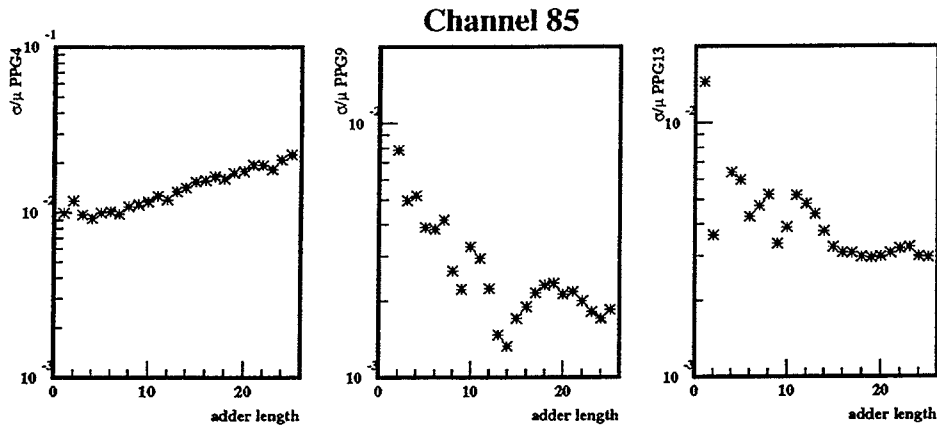 Channel 85
σ/μ PPG4
10⁻¹
10⁻²
10⁻³
0 10 20
adder length
σ/μ PPG9
10⁻²
10⁻³
0 10 20
adder length
σ/μ PPG13
10⁻²
10⁻³
0 10 20
adder length